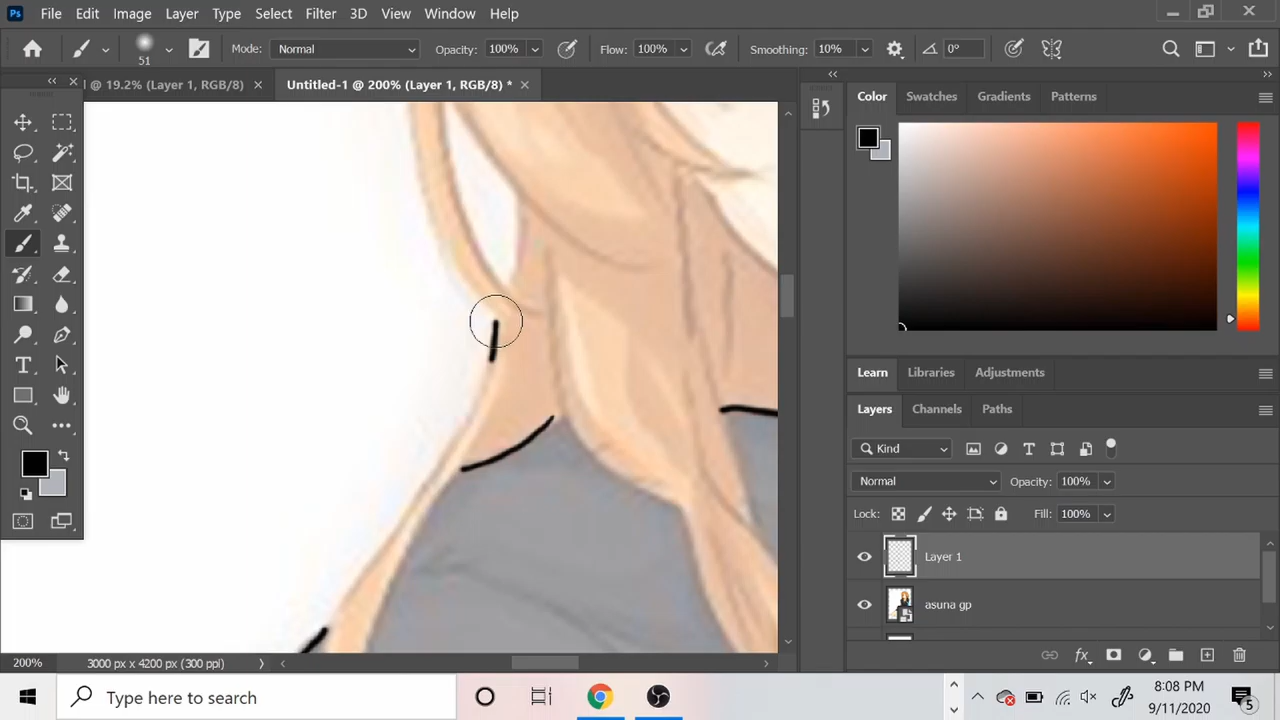 Ps File Edit Image Layer Type Select Filter 3D View Window Help
51 Mode: Normal Opacity: 100% Flow: 100% Smoothing: 10% 0°
l @ 19.2% (Layer 1, RGB/8) Untitled-1 @ 200% (Layer 1, RGB/8) *
Color Swatches Gradients Patterns
Learn Libraries Adjustments
Layers Channels Paths
Kind
Normal Opacity: 100%
Lock: Fill: 100%
Layer 1
asuna gp
200% 3000 px x 4200 px (300 ppi)
Type here to search
8:08 PM
9/11/2020
5